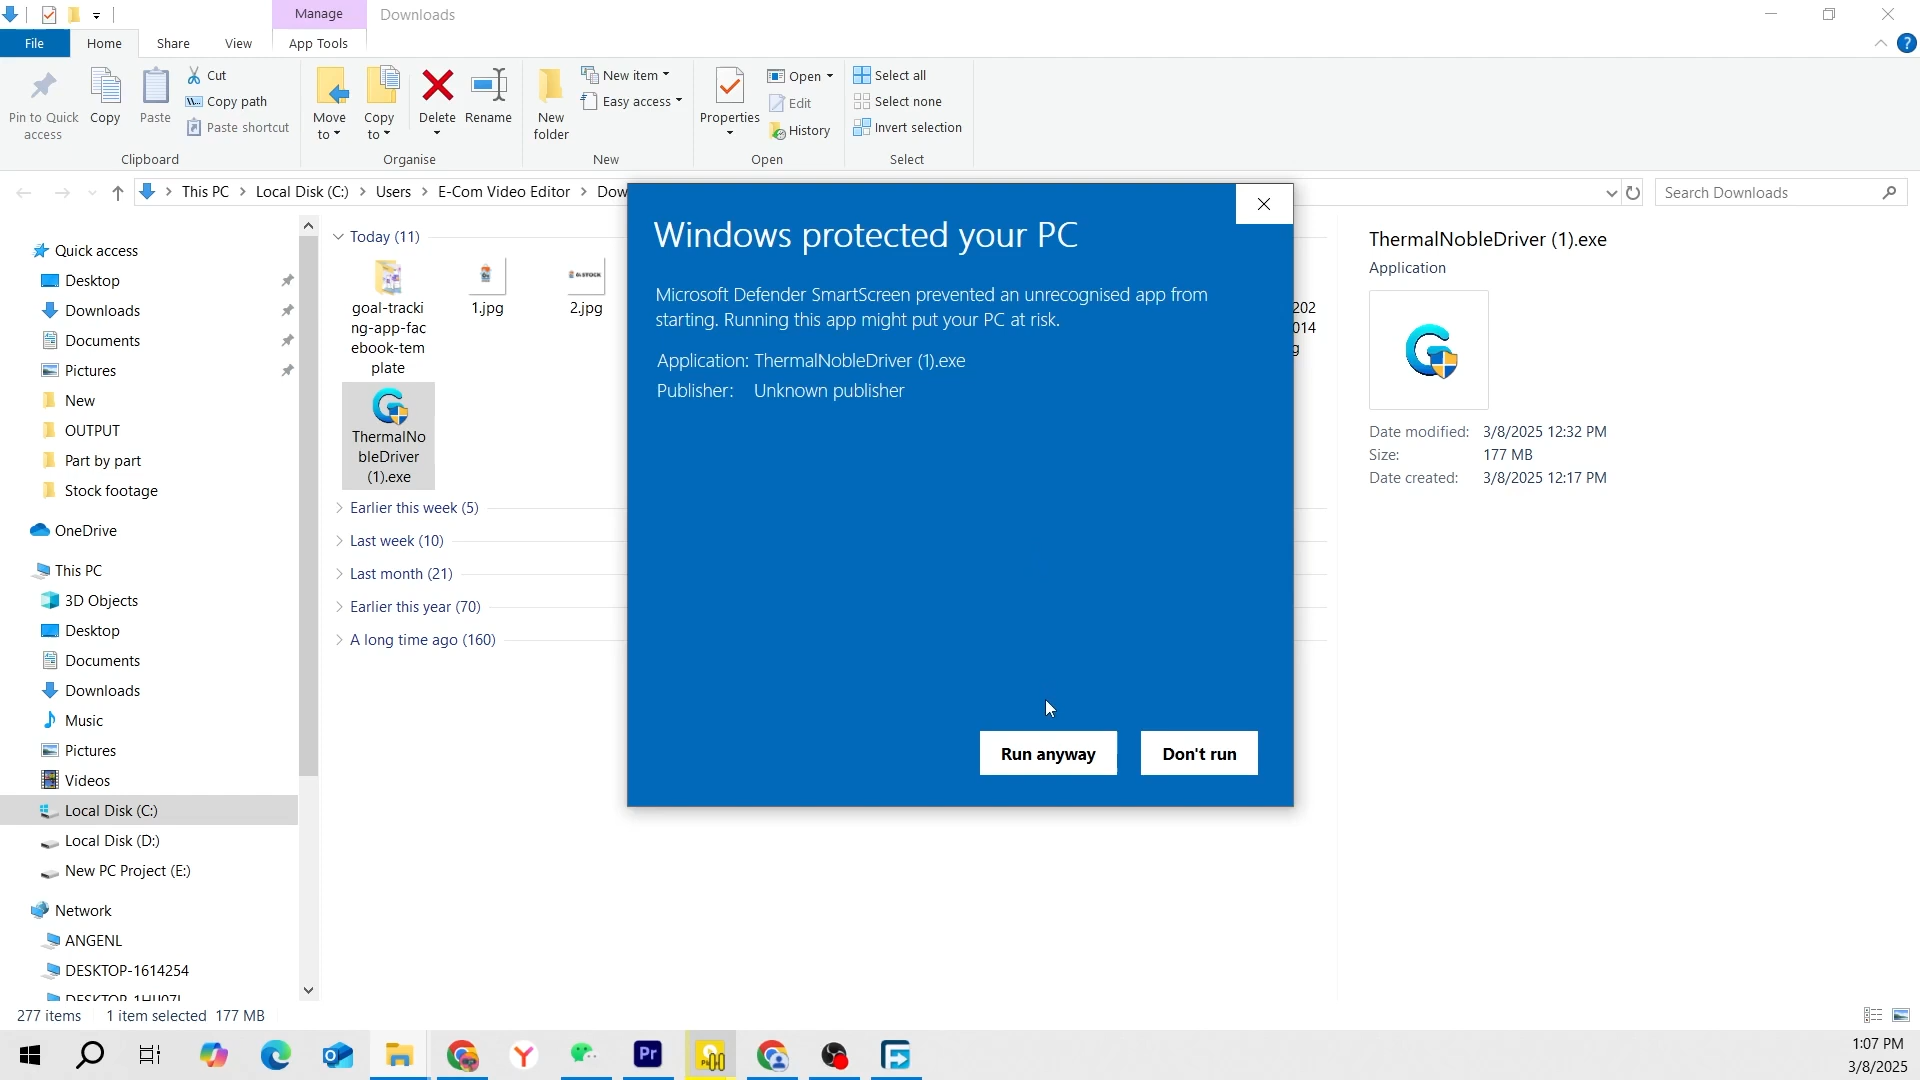 Manage
Downloads
File
Home
Share
View
App Tools
Pin to Quick
access
Copy
Paste
Cut
Copy path
Paste shortcut
Clipboard
Move
to
Copy
to
Delete
Rename
Organise
New
folder
New item
Easy access
New
Properties
Open
Edit
History
Open
Select all
Select none
Invert selection
Select
This PC
Local Disk (C:)
Users
E-Com Video Editor
Dow
Search Downloads
Quick access
Desktop
Downloads
Documents
Pictures
New
OUTPUT
Part by part
Stock footage
OneDrive
This PC
3D Objects
Desktop
Documents
Downloads
Music
Pictures
Videos
Local Disk (C:)
Local Disk (D:)
New PC Project (E:)
Network
ANGENL
DESKTOP-1614254
Today (11)
goal-tracki
ng-app-fac
ebook-tem
plate
1.jpg
2.jpg
202
014
g
ThermalNo
bleDriver
(1).exe
Earlier this week (5)
Last week (10)
Last month (21)
Earlier this year (70)
A long time ago (160)
Windows protected your PC
Microsoft Defender SmartScreen prevented an unrecognised app from
starting. Running this app might put your PC at risk.
Application: ThermalNobleDriver (1).exe
Publisher: Unknown publisher
Run anyway
Don't run
ThermalNobleDriver (1).exe
Application
Date modified: 3/8/2025 12:32 PM
Size: 177 MB
Date created: 3/8/2025 12:17 PM
277 items
1 item selected 177 MB
Pr
1:07 PM
3/8/2025